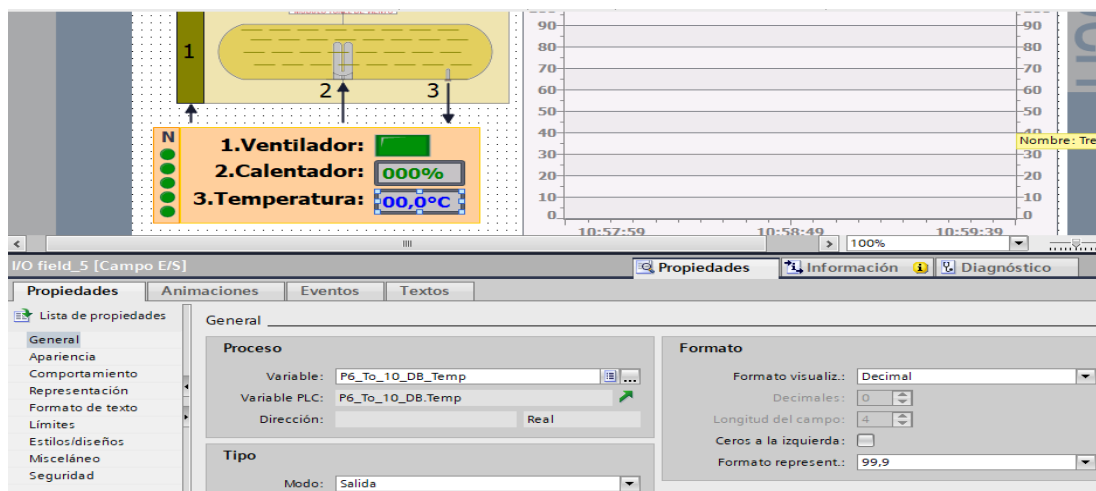 100
90
80
70
60
50
40
30
20
10
0
90
80
70
60
50
40
30
20
10
0
10:57:59
10:58:49
10:59:39
1
2
3
N
1.Ventilador:
2.Calentador: 000%
3.Temperatura: 00,0°C
Nombre: Tre
100%
I/O field_5 [Campo E/S]
Propiedades
Información
Diagnóstico
Propiedades
Animaciones
Eventos
Textos
Lista de propiedades
General
Apariencia
Comportamiento
Representación
Formato de texto
Límites
Estilos/diseños
Misceláneo
Seguridad
General
Proceso
Variable: P6_To_10_DB_Temp
...
Variable PLC: P6_To_10_DB.Temp
Dirección: Real
Tipo
Modo: Salida
Formato
Formato visualiz.: Decimal
Decimales: 0
Longitud del campo: 4
Ceros a la izquierda:
Formato represent.: 99,9